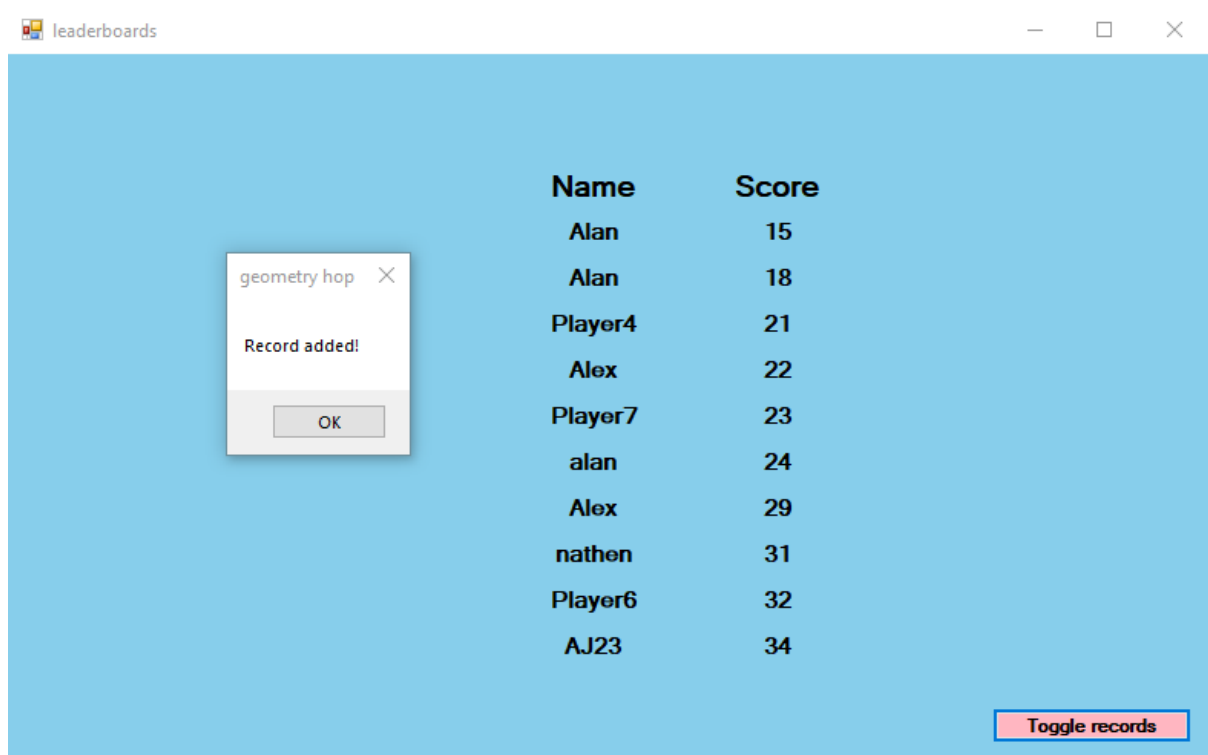 leaderboards
Name Score
Alan 15
Alan 18
geometry hop
Player4 21
Record added!
Alex 22
Player7 23
OK
alan 24
Alex 29
nathen 31
Player6 32
AJ23 34
Toggle records